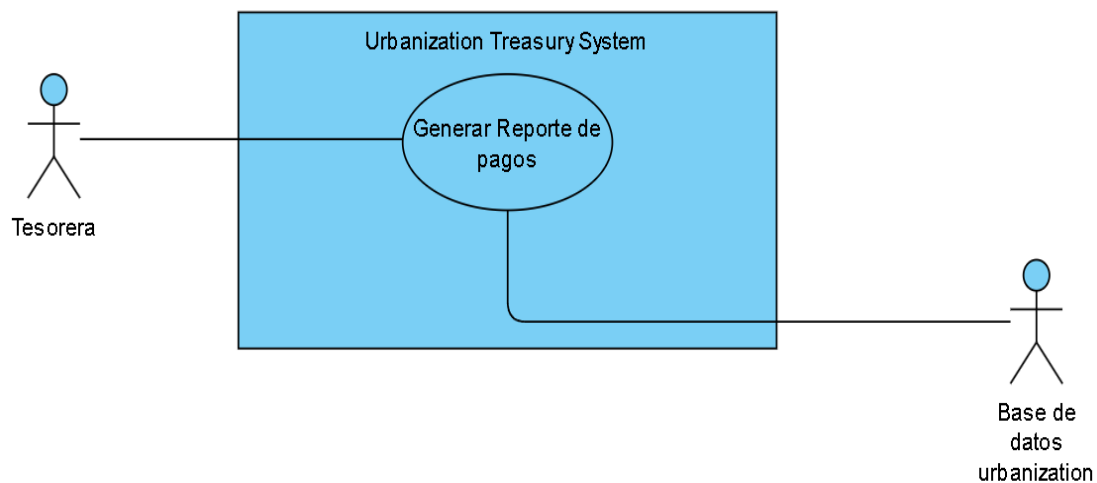 Urbanization Treasury System
Generar Reporte de
pagos
Tesorera
Base de
datos
urbanization